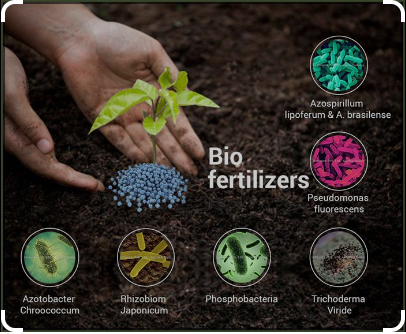 Azospirillum
lipoferum & A. brasilense
Bio
fertilizers
Pseudomonas
fluorescens
Azotobacter
Chroococcum
Rhizobiom
Japonicum
Phosphobacteria
Trichoderma
Viride